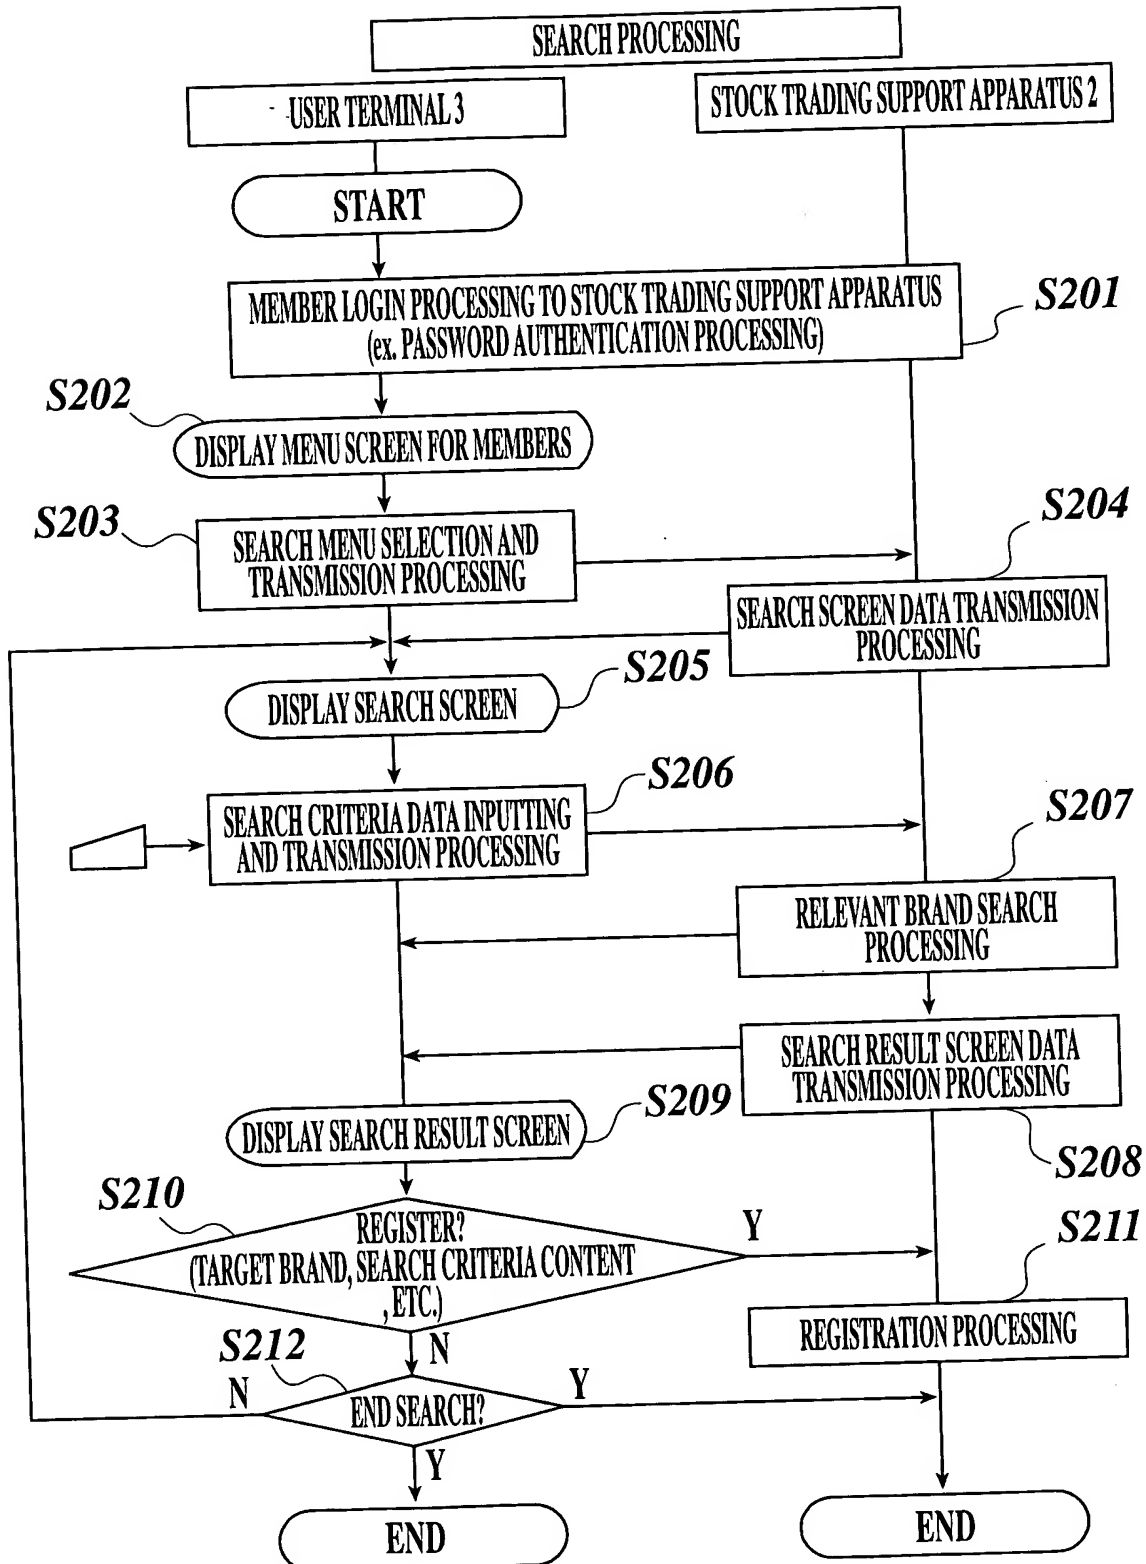 SEARCH PROCESSING
USER TERMINAL 3
STOCK TRADING SUPPORT APPARATUS 2
START
MEMBER LOGIN PROCESSING TO STOCK TRADING SUPPORT APPARATUS
(ex. PASSWORD AUTHENTICATION PROCESSING)
S201
S202
DISPLAY MENU SCREEN FOR MEMBERS
S203
SEARCH MENU SELECTION AND
TRANSMISSION PROCESSING
S204
SEARCH SCREEN DATA TRANSMISSION
PROCESSING
S205
DISPLAY SEARCH SCREEN
S206
SEARCH CRITERIA DATA INPUTTING
AND TRANSMISSION PROCESSING
S207
RELEVANT BRAND SEARCH
PROCESSING
SEARCH RESULT SCREEN DATA
TRANSMISSION PROCESSING
S208
S209
DISPLAY SEARCH RESULT SCREEN
S210
REGISTER?
(TARGET BRAND, SEARCH CRITERIA CONTENT
, ETC.)
Y
S211
REGISTRATION PROCESSING
N
S212
N
END SEARCH?
Y
Y
END
END